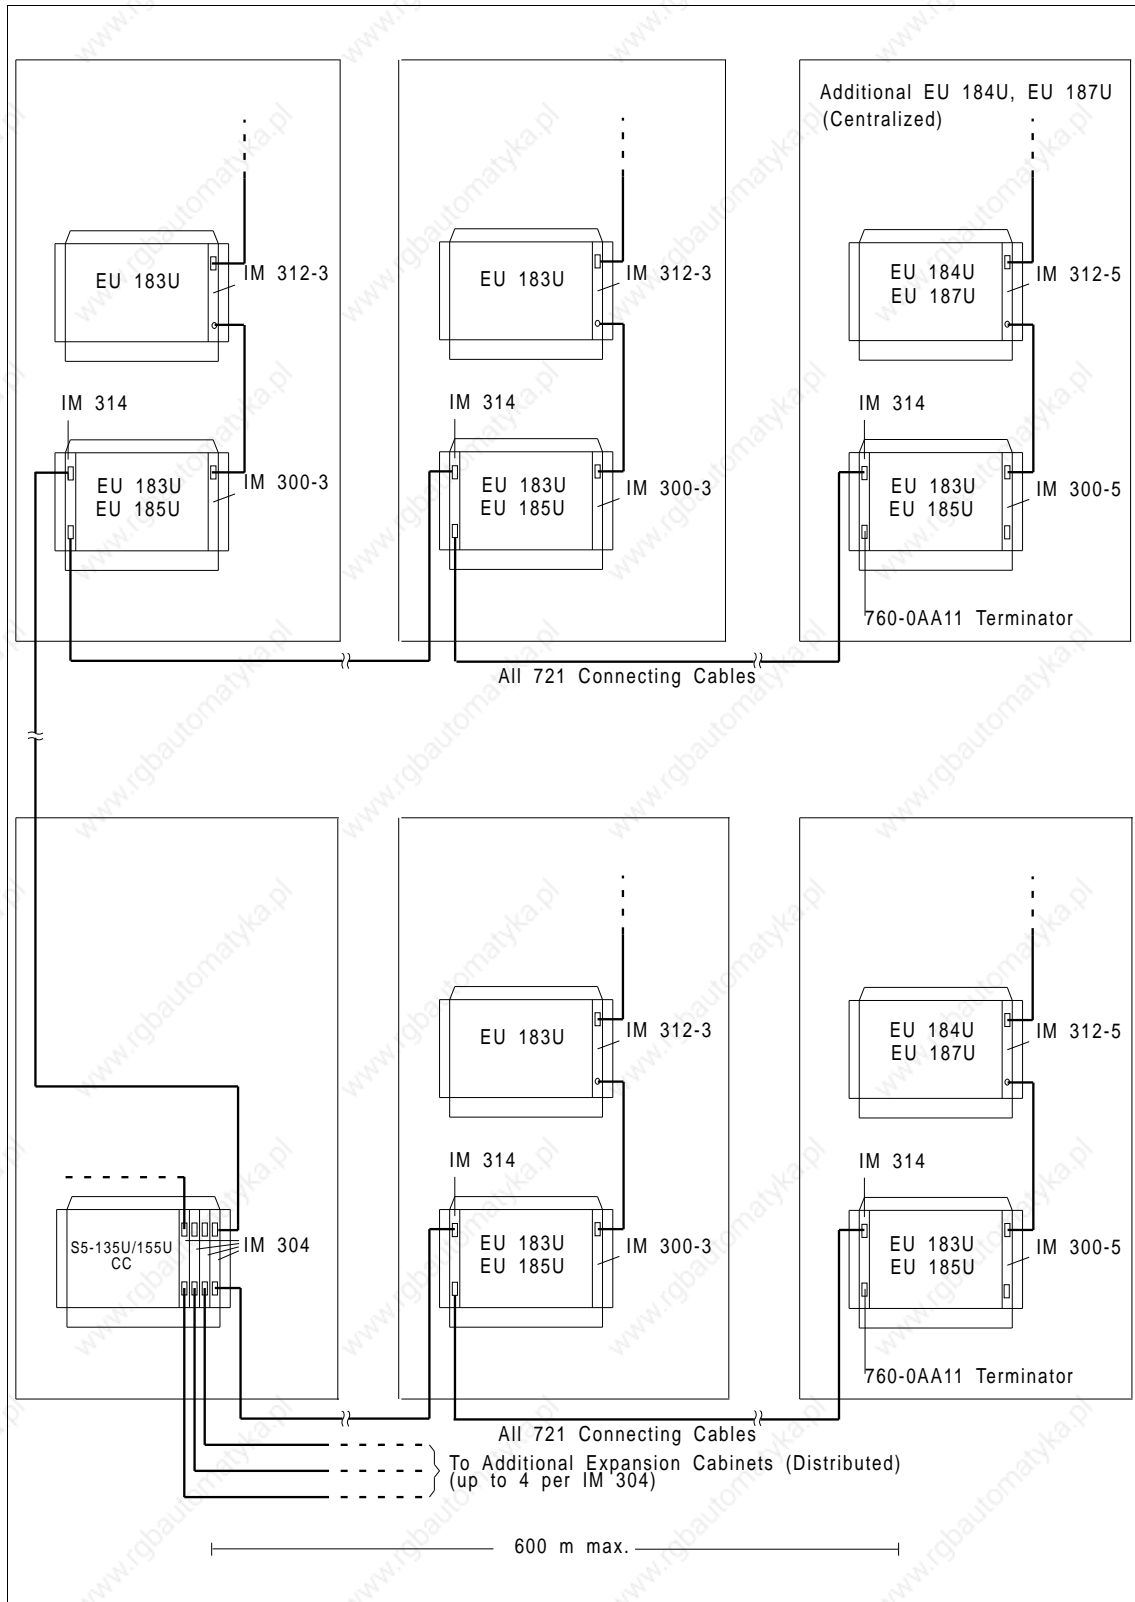 Additional EU 184U, EU 187U
(Centralized)
EU 183U
IM 312-3
EU 183U
IM 312-3
EU 184U
EU 187U
IM 312-5
IM 314
EU 183U
EU 185U
IM 300-3
IM 314
EU 183U
EU 185U
IM 300-3
IM 314
EU 183U
EU 185U
IM 300-5
760-0AA11 Terminator
All 721 Connecting Cables
EU 183U
IM 312-3
EU 184U
EU 187U
IM 312-5
S5-135U/155U
CC
IM 304
IM 314
EU 183U
EU 185U
IM 300-3
IM 314
EU 183U
EU 185U
IM 300-5
760-0AA11 Terminator
All 721 Connecting Cables
To Additional Expansion Cabinets (Distributed)
(up to 4 per IM 304)
600 m max.
www.rgbautomatyka.pl